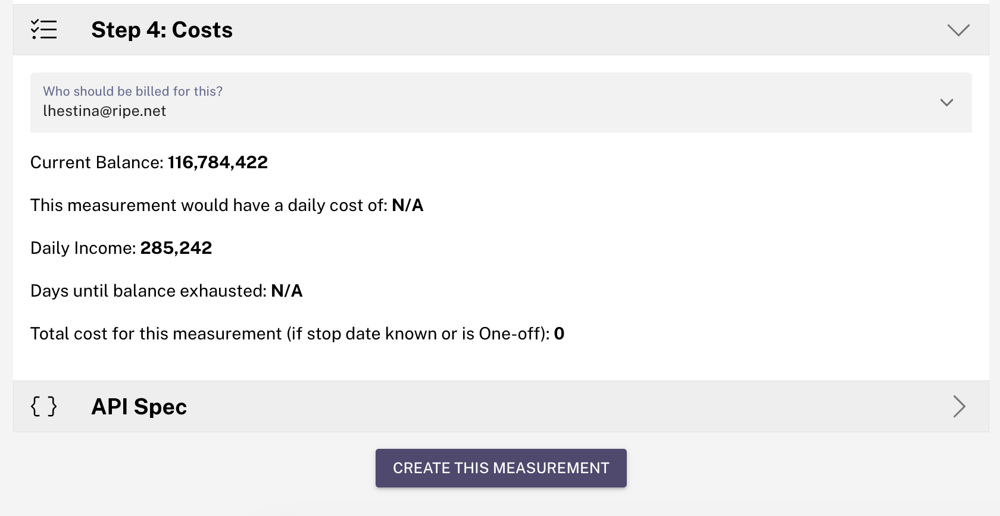 Step 4: Costs
Who should be billed for this?
lhestina@ripe.net
Current Balance: 116,784,422
This measurement would have a daily cost of: N/A
Daily Income: 285,242
Days until balance exhausted: N/A
Total cost for this measurement (if stop date known or is One-off): 0
{ } API Spec
CREATE THIS MEASUREMENT